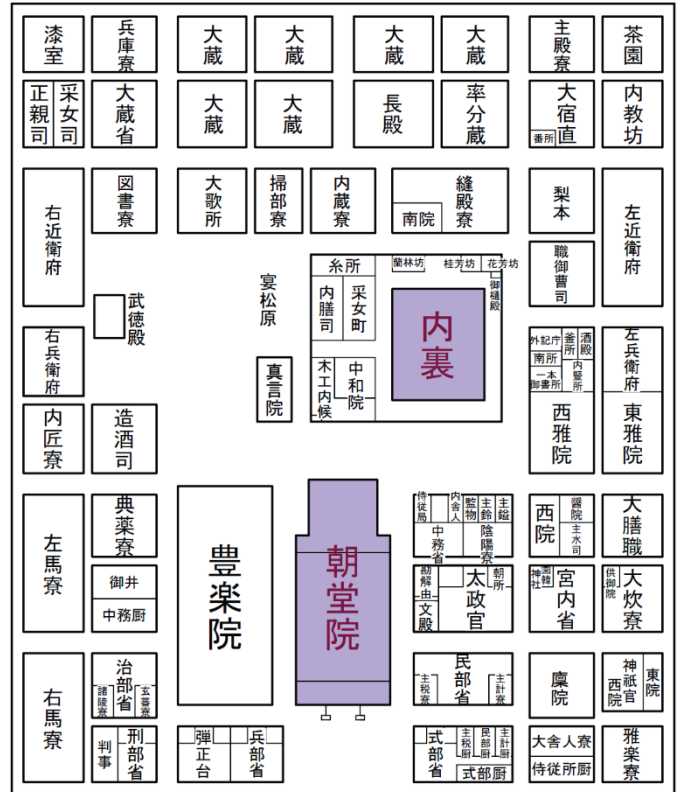 漆室
兵庫寮
大蔵
大蔵
大蔵
大蔵
主殿寮
茶園
正親司
采女司
大蔵省
大蔵
大蔵
長殿
率分蔵
大宿直
番所
内教坊
右近衛府
図書寮
大歌所
掃部寮
内蔵寮
縫殿寮
南院
梨本
左近衛府
職御曹司
武徳殿
宴松原
糸所
蘭林坊
桂芳坊
花芳坊
御樋殿
内膳司
采女町
内裏
右兵衛府
真言院
木工内候
中和院
外記庁
釜所
酒殿
南所
内豎所
一本
御書所
左兵衛府
内匠寮
造酒司
西雅院
東雅院
左馬寮
典薬寮
豊楽院
朝堂院
侍従局
内舎人
監物
主鈴
主鎰
中務省
陰陽寮
西院
醤院
主水司
大膳職
御井
中務厨
勘解由
文殿
太政官
朝所
園韓
神社
宮内省
供御院
大炊寮
右馬寮
治部省
諸陵寮
玄蕃寮
民部省
主税寮
主計寮
廩院
神祇官
西院
東院
判事
刑部省
弾正台
兵部省
式部省
主税厨
民部厨
主計厨
式部厨
大舎人寮
侍従所厨
雅楽寮